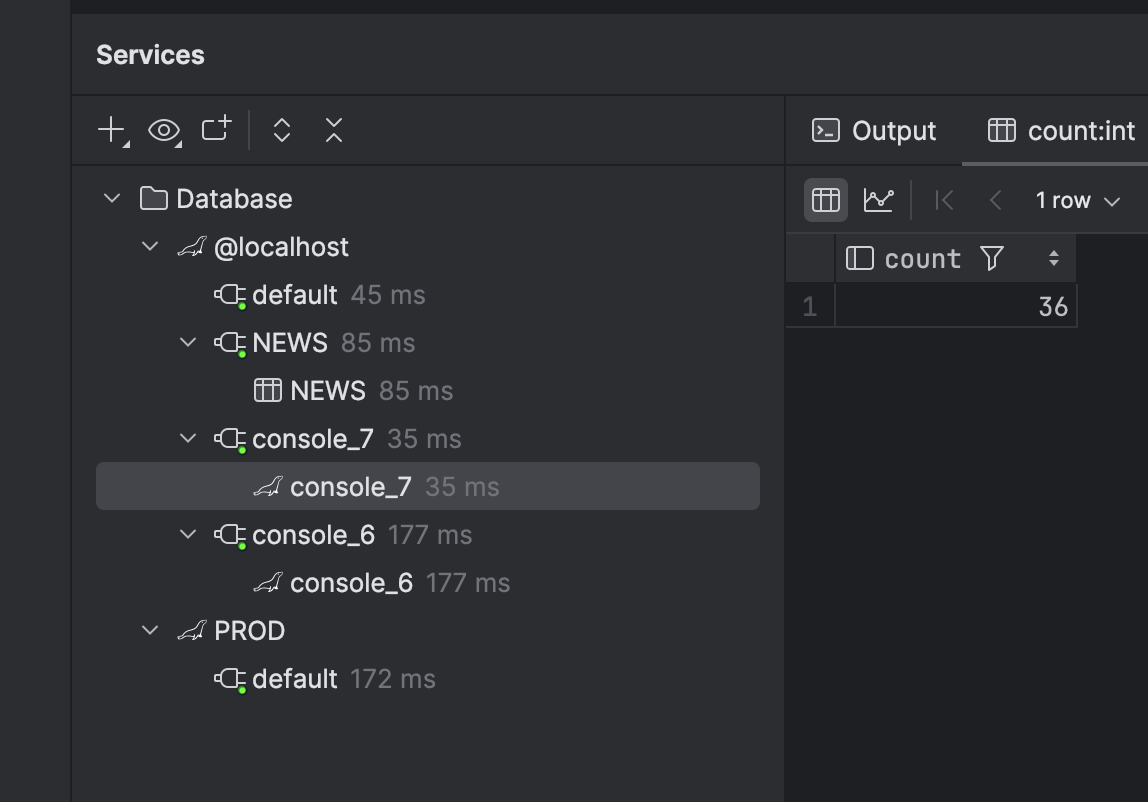 Services
Output
count:int
1 row
Database
@localhost
default 45 ms
NEWS 85 ms
NEWS 85 ms
console_7 35 ms
console_7 35 ms
console_6 177 ms
console_6 177 ms
PROD
default 172 ms
count
1 36